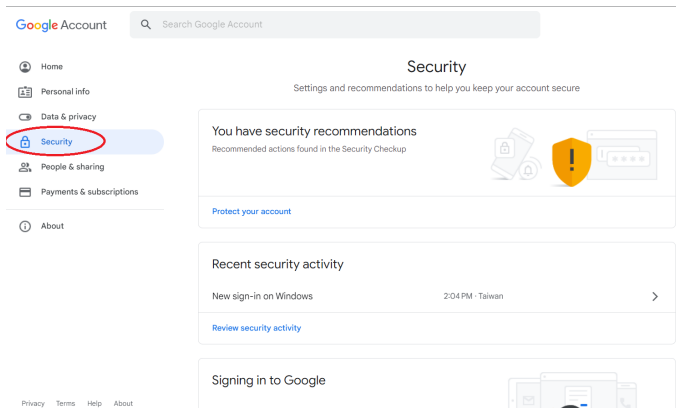 Google Account
Search Google Account
Home
Personal info
Data & privacy
Security
People & sharing
Payments & subscriptions
About
Privacy Terms Help About
Security
Settings and recommendations to help you keep your account secure
You have security recommendations
Recommended actions found in the Security Checkup
Protect your account
Recent security activity
New sign-in on Windows 2:04 PM · Taiwan
Review security activity
Signing in to Google